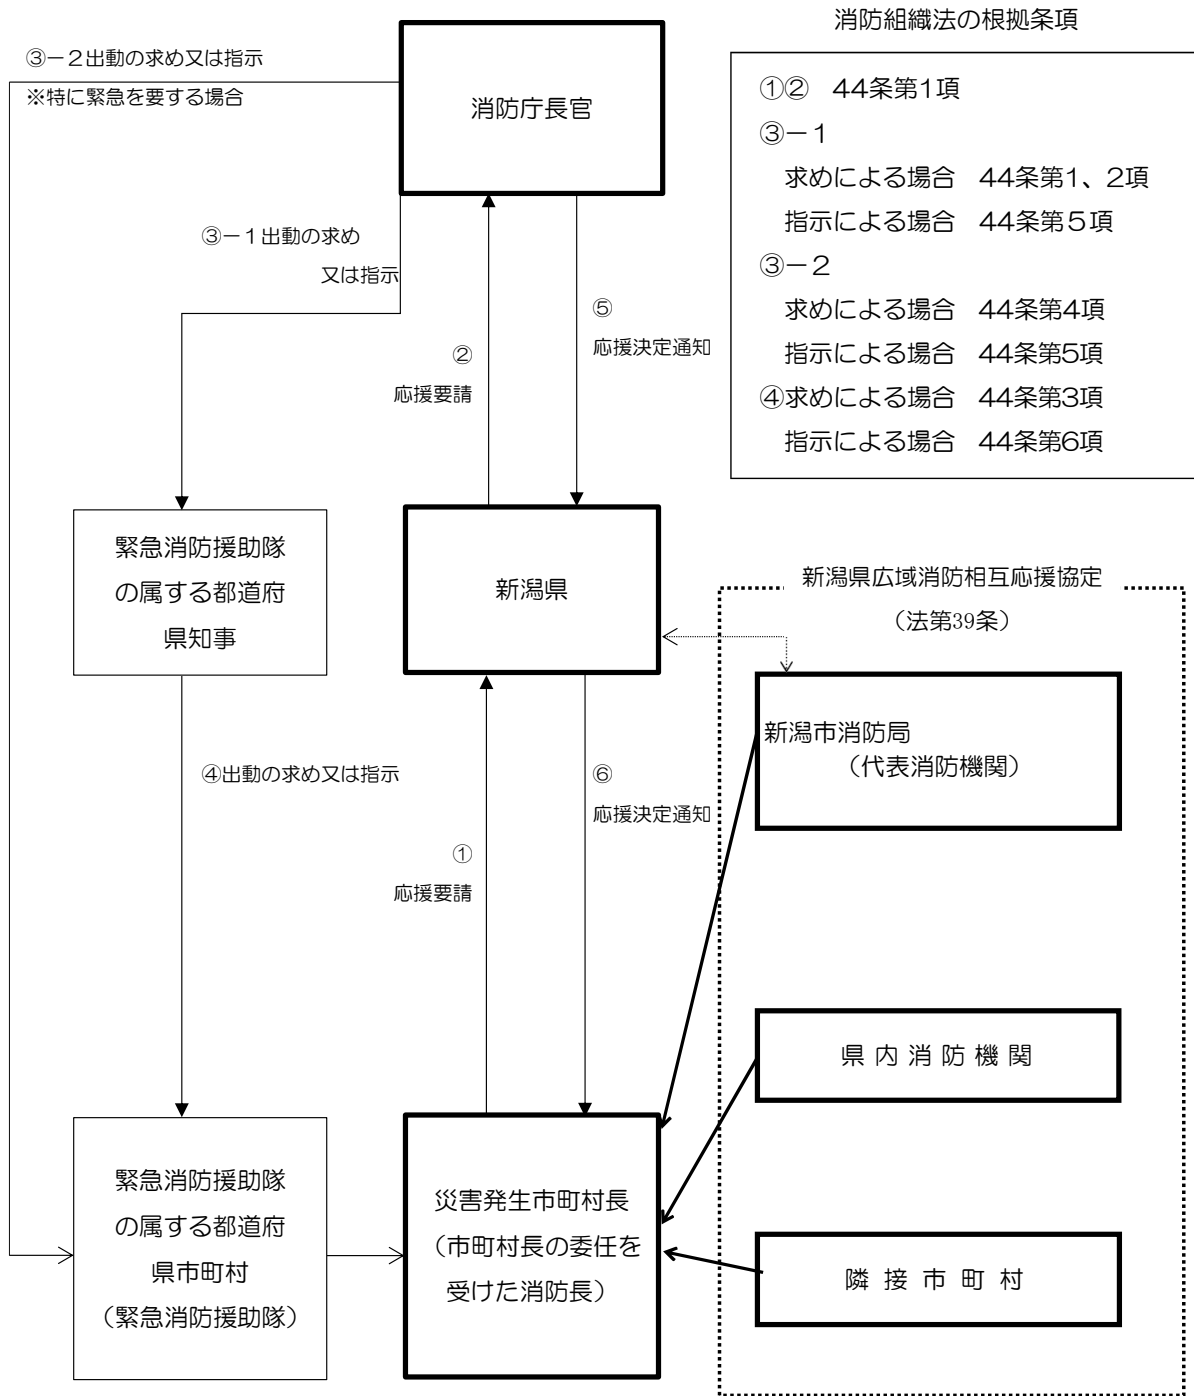 消防組織法の根拠条項
③－２出動の求め又は指示
※特に緊急を要する場合
消防庁長官
①② 44条第1項
③－1
求めによる場合 44条第1、2項
指示による場合 44条第５項
③－２
求めによる場合 44条第4項
指示による場合 44条第5項
④求めによる場合 44条第3項
指示による場合 44条第6項
③－１出動の求め
又は指示
②
応援要請
⑤
応援決定通知
緊急消防援助隊
の属する都道府
県知事
新潟県
新潟県広域消防相互応援協定
（法第39条）
新潟市消防局
（代表消防機関）
④出動の求め又は指示
①
応援要請
⑥
応援決定通知
県内消防機関
緊急消防援助隊
の属する都道府
県市町村
（緊急消防援助隊）
災害発生市町村長
（市町村長の委任を
受けた消防長）
隣接市町村